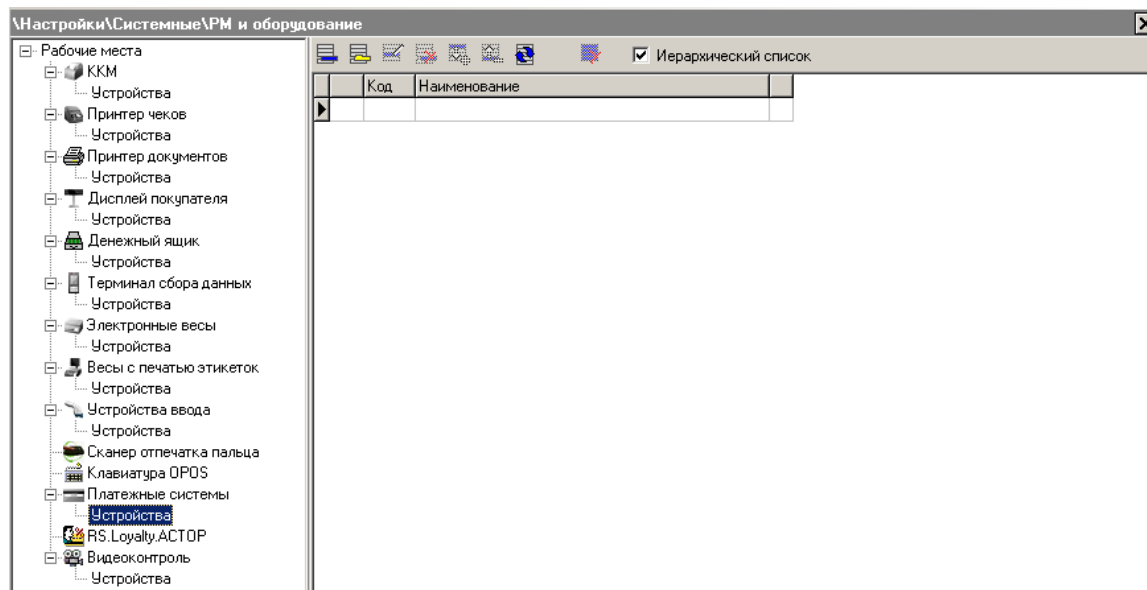 \Настройки\Системные\РМ и оборудование
Рабочие места
ККМ
Устройства
Принтер чеков
Устройства
Принтер документов
Устройства
Дисплей покупателя
Устройства
Денежный ящик
Устройства
Терминал сбора данных
Устройства
Электронные весы
Устройства
Весы с печатью этикеток
Устройства
Устройства ввода
Устройства
Сканер отпечатка пальца
Клавиатура OPOS
Платежные системы
Устройства
RS.Loyalty.ACTOP
Видеоконтроль
Устройства
Иерархический список
Код Наименование